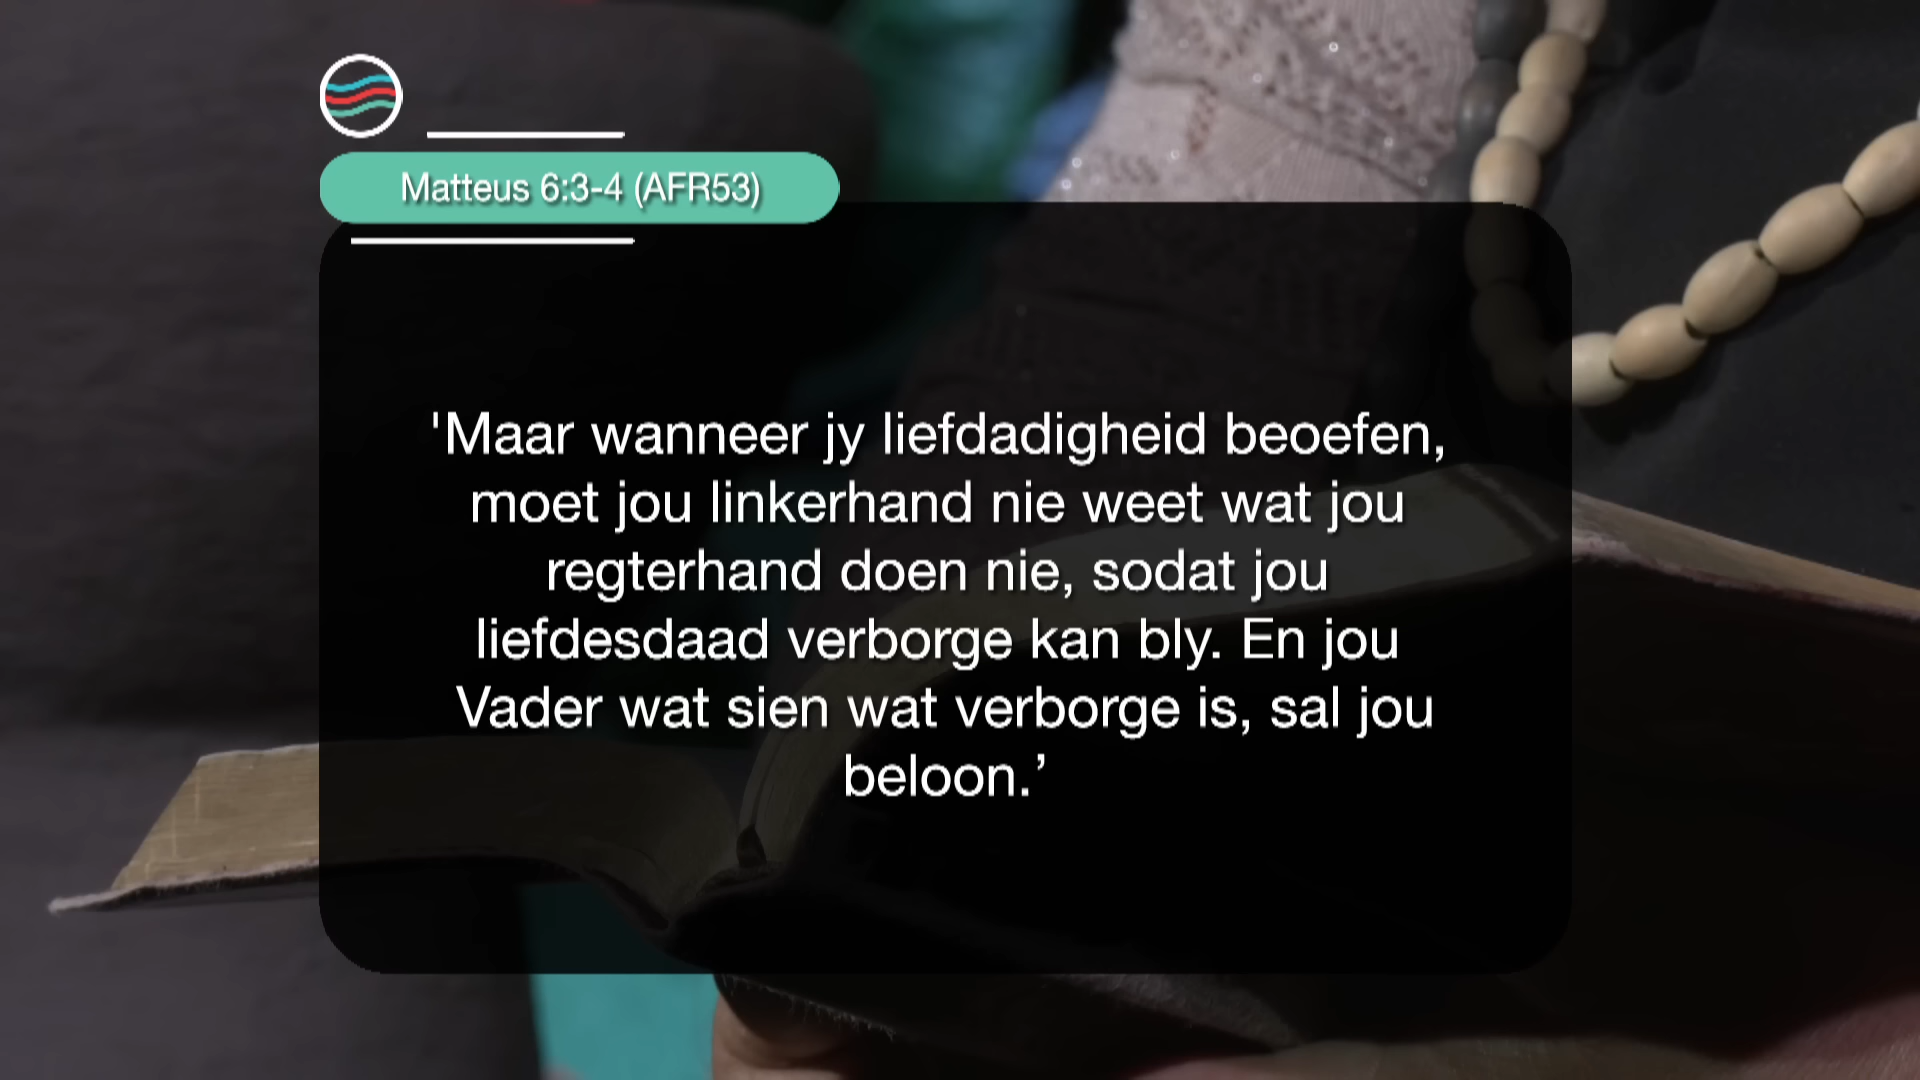 Matteus 6:3-4 (AFR53)
'Maar wanneer jy liefdadigheid beoefen,
moet jou linkerhand nie weet wat jou
regterhand doen nie, sodat jou
liefdesdaad verborge kan bly. En jou
Vader wat sien wat verborge is, sal jou
beloon.’